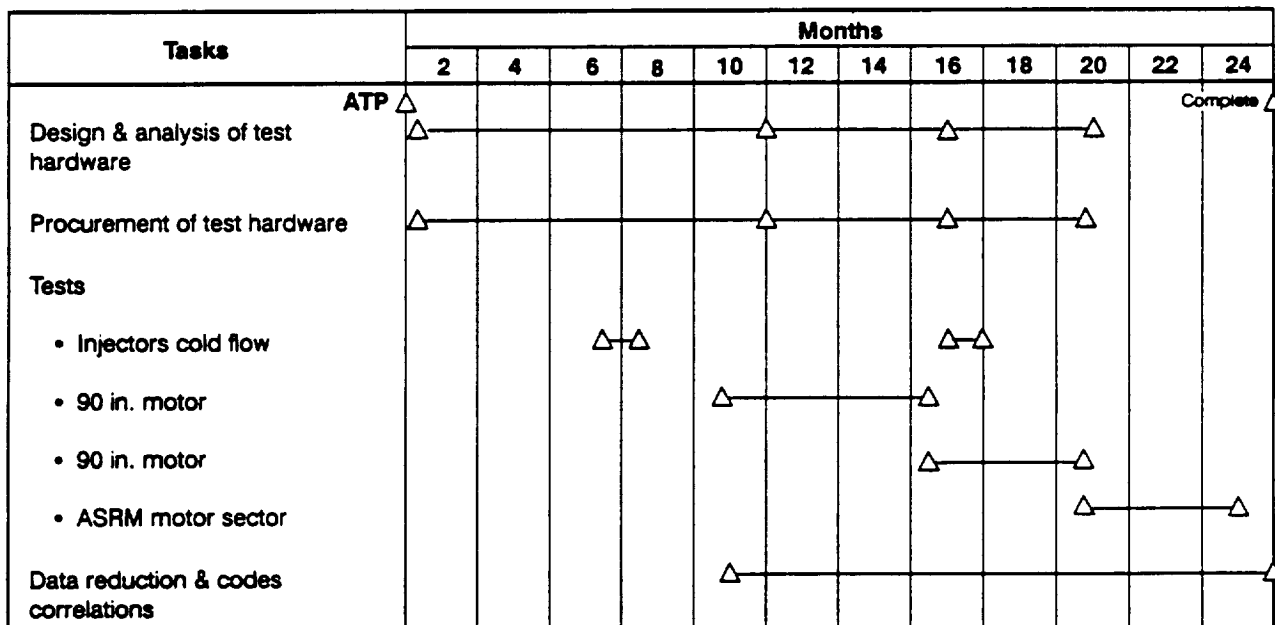 Tasks
Months
2 4 6 8 10 12 14 16 18 20 22 24
ATP
Complete
Design & analysis of test
hardware
Procurement of test hardware
Tests
• Injectors cold flow
• 90 in. motor
• 90 in. motor
• ASRM motor sector
Data reduction & codes
correlations